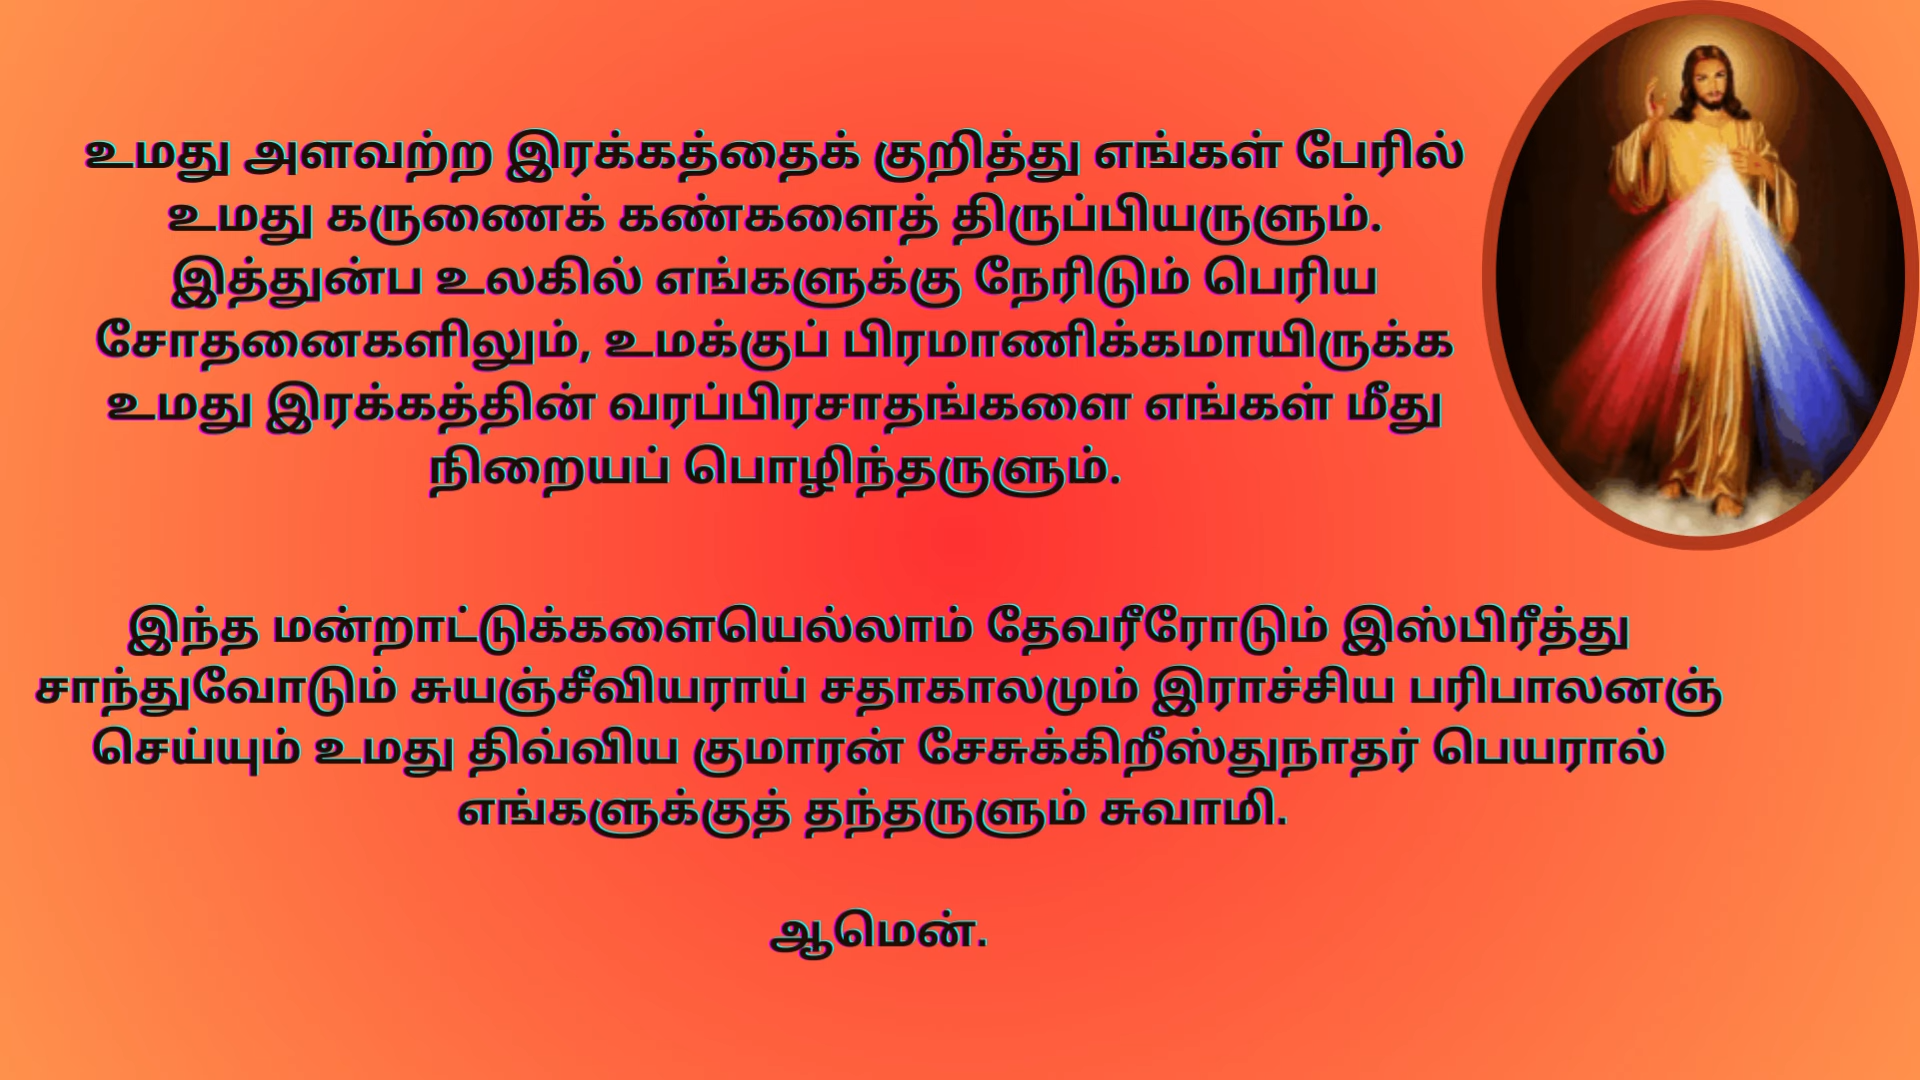 உமது அளவற்ற இரக்கத்தைக் குறித்து எங்கள் பேரில்
உமது கருணைக் கண்களைத் திருப்பியருளும்.
இத்துன்ப உலகில் எங்களுக்கு நேரிடும் பெரிய
சோதனைகளிலும், உமக்குப் பிரமாணிக்கமாயிருக்க
உமது இரக்கத்தின் வரப்பிரசாதங்களை எங்கள் மீது
நிறையப் பொழிந்தருளும்.
இந்த மன்றாட்டுக்களையெல்லாம் தேவரீரோடும் இஸ்பிரீத்து
சாந்துவோடும் சுயஞ்சீவியராய் சதாகாலமும் இராச்சிய பரிபாலனஞ்
செய்யும் உமது திவ்விய குமாரன் சேசுக்கிறீஸ்துநாதர் பெயரால்
எங்களுக்குத் தந்தருளும் சுவாமி.
ஆமென்.